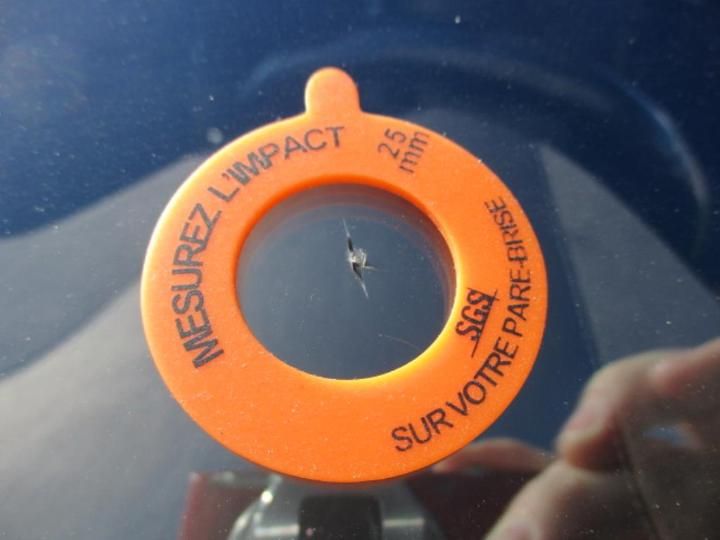 MESUREZ L'IMPACT
25
mm
SUR VOTRE PARE-BRISE
SGS